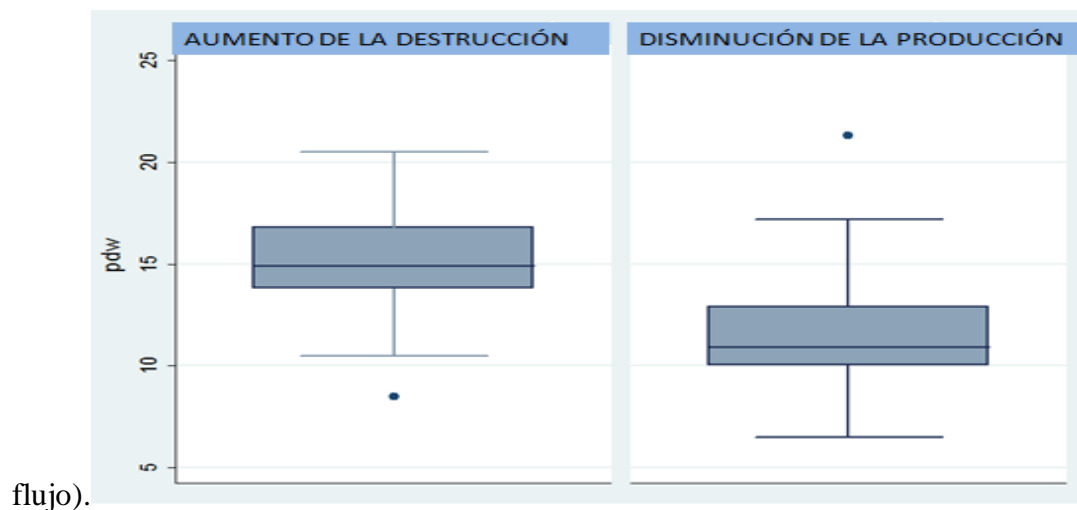 AUMENTO DE LA DESTRUCCIÓN
DISMINUCIÓN DE LA PRODUCCIÓN
25
20
15
10
5
pdw
flujo).